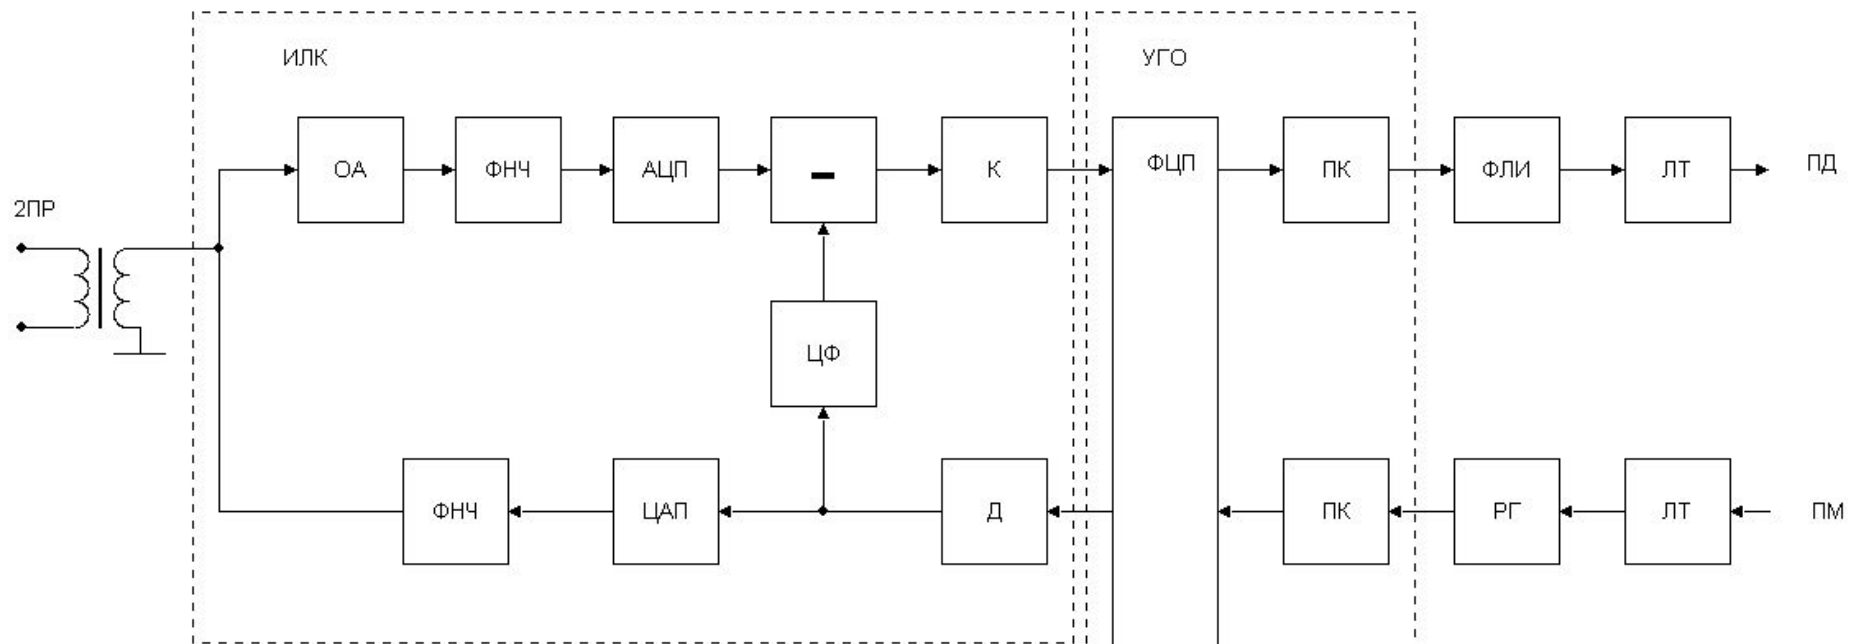 ИЛК
УГО
ОА
ФНЧ
АЦП
-
К
ФЦП
ПК
ФЛИ
ЛТ
ПД
2ПР
ЦФ
ФНЧ
ЦАП
Д
ПК
РГ
ЛТ
ПМ